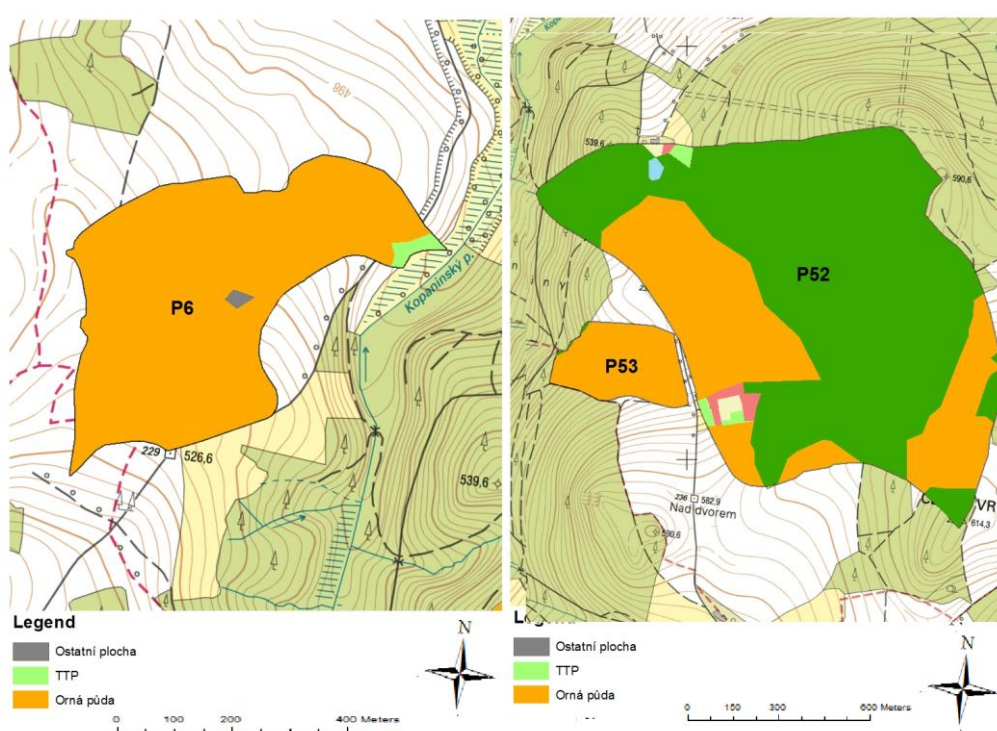 498
Kopaninský p.
P6
229
526,6
539,6
Legend
Ostatní plocha
TTP
Orná půda
N
0 100 200 400 Meters
539,6
590,6
P52
P53
236 582,9
Nad dvorem
590,6
VR
614,3
Ostatní plocha
TTP
Orná půda
N
0 150 300 600 Meters